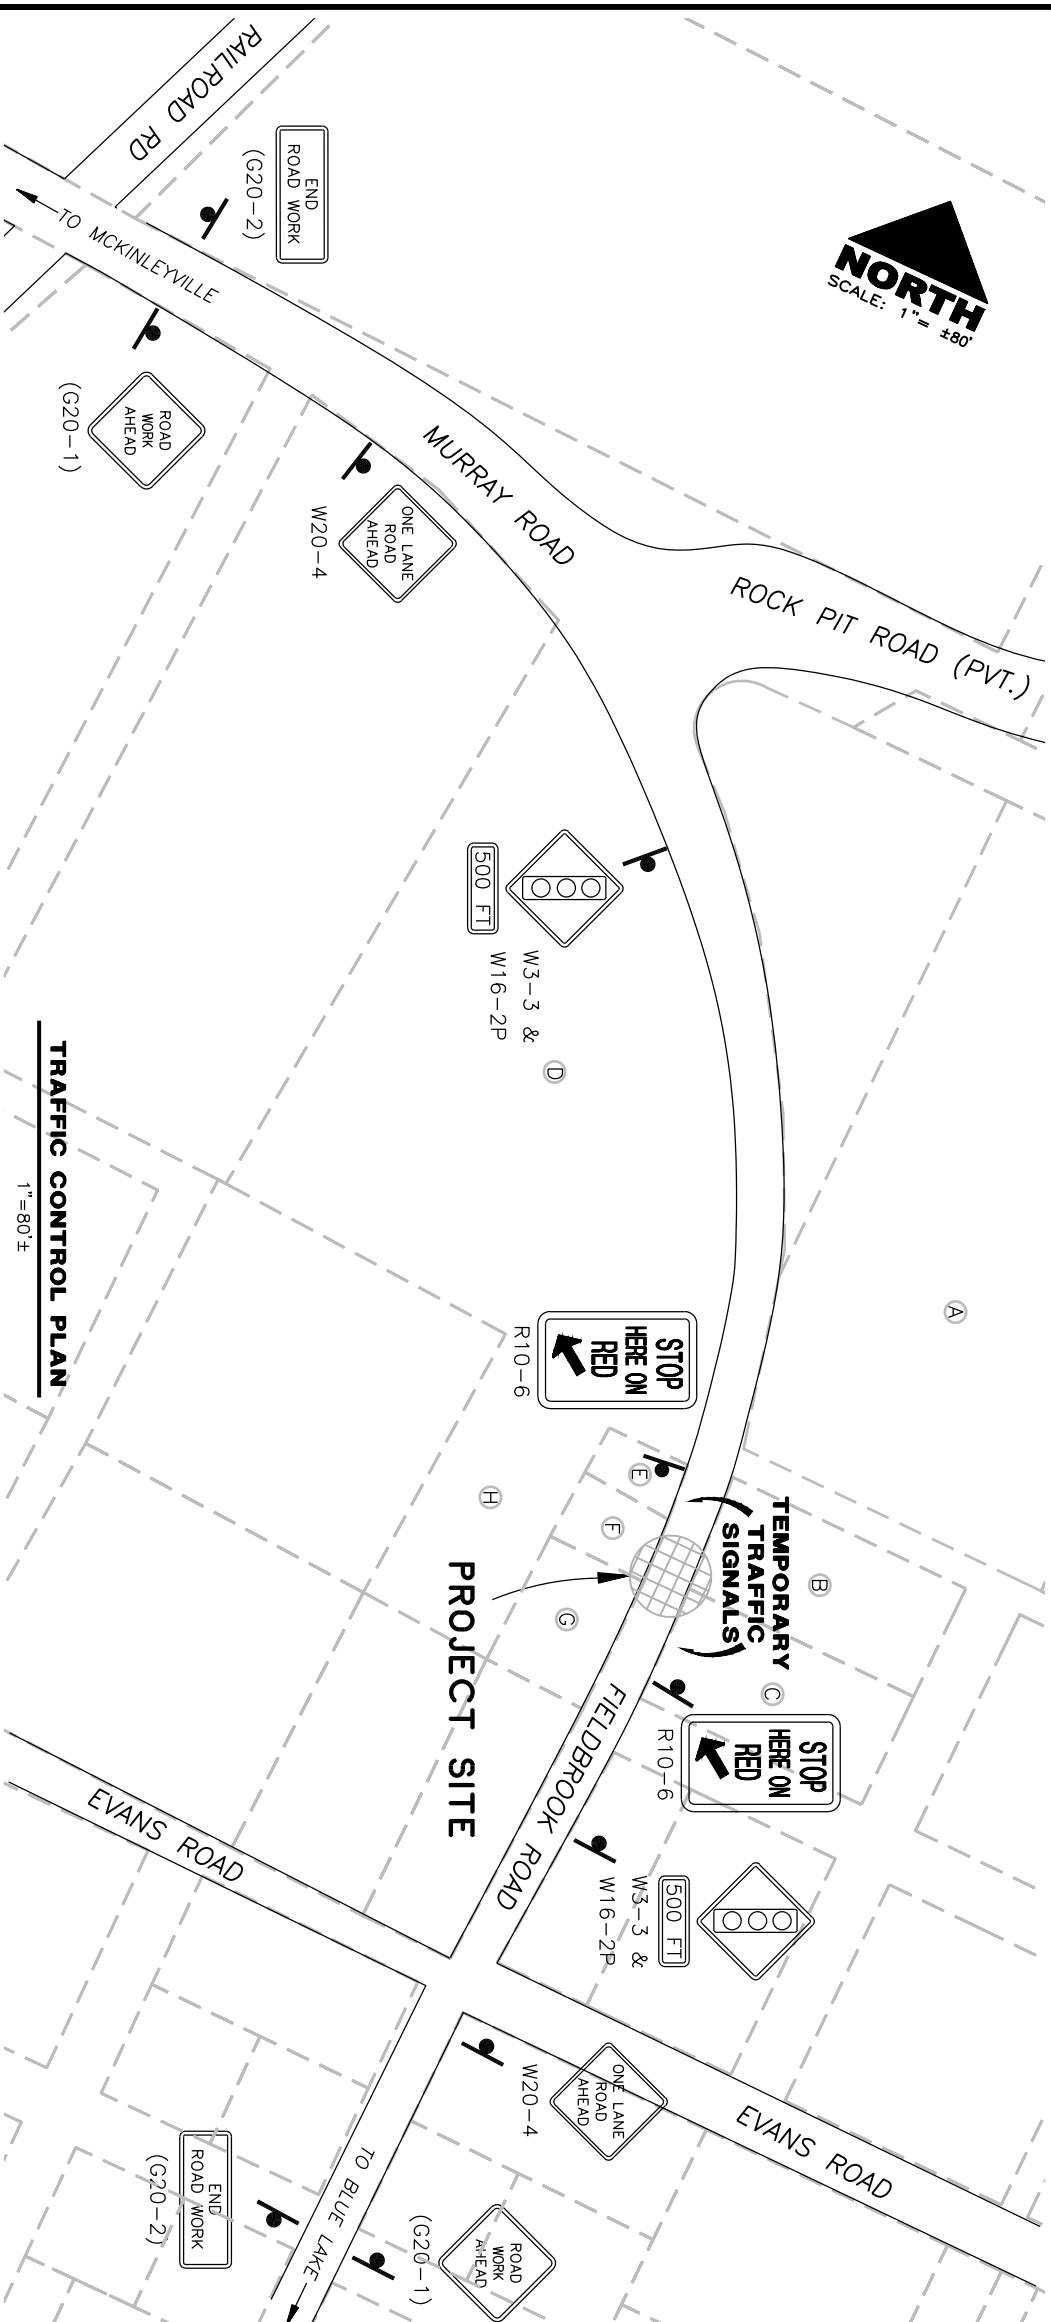 RAILROAD RD
END
ROAD WORK
(G20-2)
TO MCKINLEYVILLE
NORTH
SCALE: 1"= ±80'
ROAD
WORK
AHEAD
(G20-1)
MURRAY ROAD
ONE LANE
ROAD
AHEAD
W20-4
ROCK PIT ROAD (PVT.)
500 FT
W3-3 &
W16-2P
D
A
TRAFFIC CONTROL PLAN
1"=80'±
STOP
HERE ON
RED
R10-6
E
H
F
G
B
C
TEMPORARY
TRAFFIC
SIGNALS
PROJECT SITE
FIELDBROOK ROAD
STOP
HERE ON
RED
R10-6
500 FT
W3-3 &
W16-2P
EVANS ROAD
ONE LANE
ROAD
AHEAD
W20-4
EVANS ROAD
END
ROAD WORK
(G20-2)
TO BLUE LAKE
ROAD
WORK
AHEAD
(G20-1)